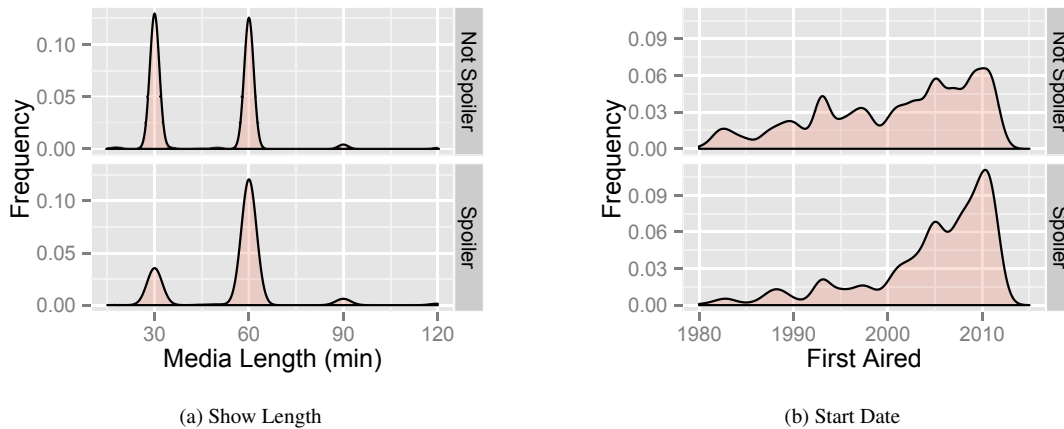 Frequency
0.10
0.05
0.00
Not Spoiler
0.10
0.05
0.00
Spoiler
30 60 90 120
Media Length (min)
(a) Show Length
Frequency
0.09
0.06
0.03
0.00
Not Spoiler
0.09
0.06
0.03
0.00
Spoiler
1980 1990 2000 2010
First Aired
(b) Start Date